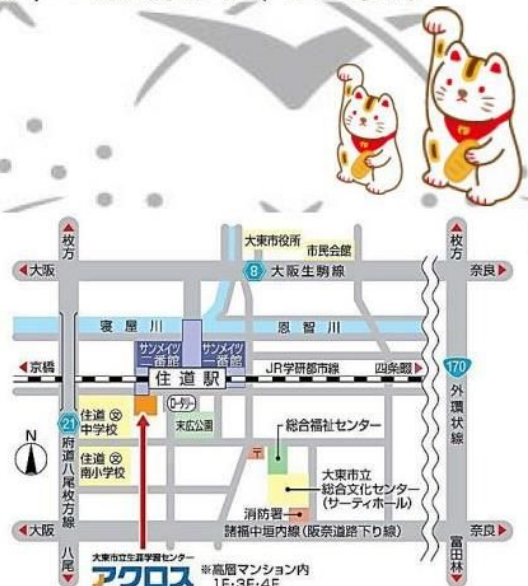 枚方
枚方
大東市役所
市民会館
大阪
8 大阪生駒線
奈良
寝屋川
恩智川
サンメイツ
二番館
サンメイツ
一番館
京橋
住道駅
JR学研都市線
四条畷
170
外環状線
ロータリー
住道
中学校
文
末広公園
21
府道八尾枚方線
N
住道
南小学校
文
総合福祉センター
〒
大東市立
総合文化センター
(サーティホール)
消防署
大阪
諸福中垣内線(阪奈道路下り線)
奈良
八尾
富田林
大東市立生涯学習センター
アクロス
※高層マンション内
1F・3F・4F